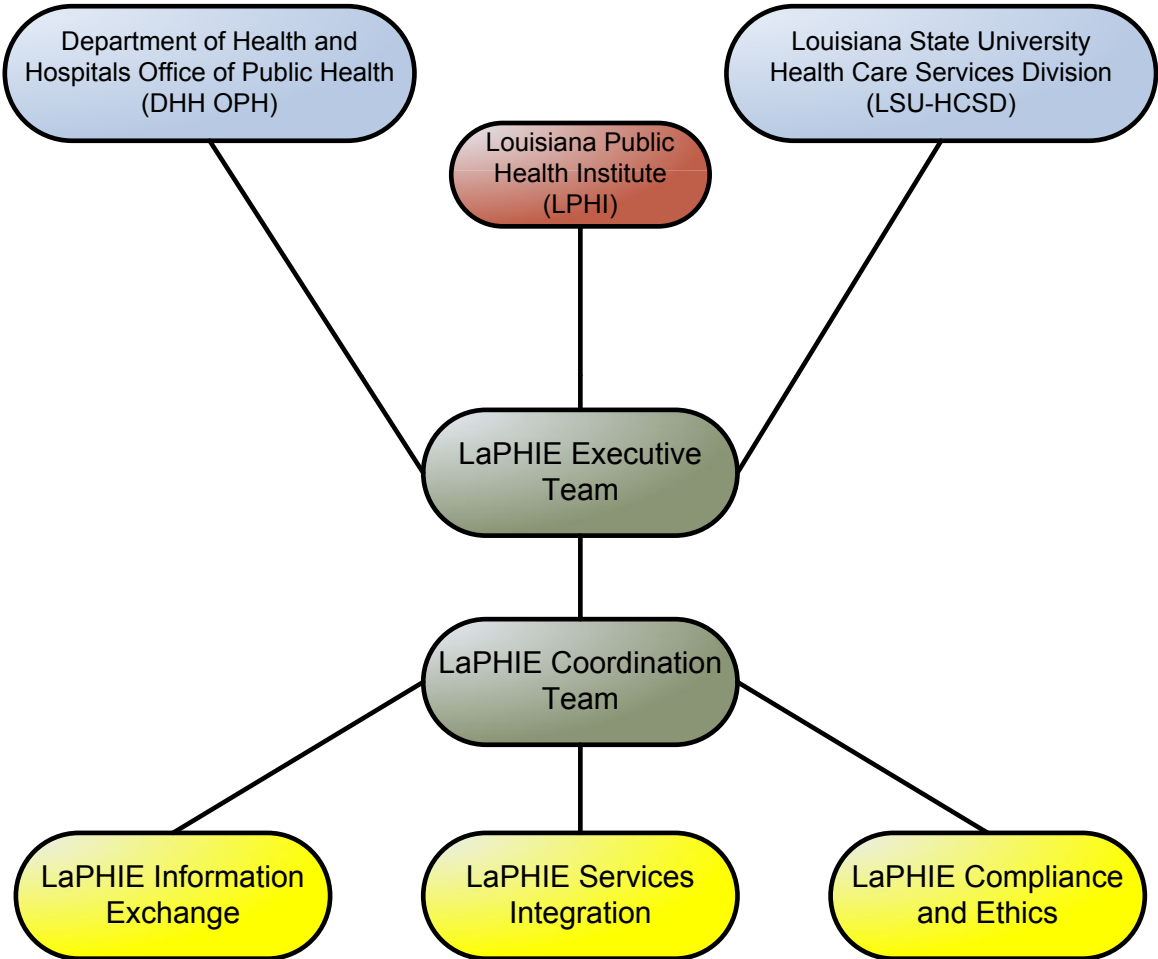 Department of Health and
Hospitals Office of Public Health
(DHH OPH)
Louisiana State University
Health Care Services Division
(LSU-HCSD)
Louisiana Public
Health Institute
(LPHI)
LaPHIE Executive
Team
LaPHIE Coordination
Team
LaPHIE Information
Exchange
LaPHIE Services
Integration
LaPHIE Compliance
and Ethics